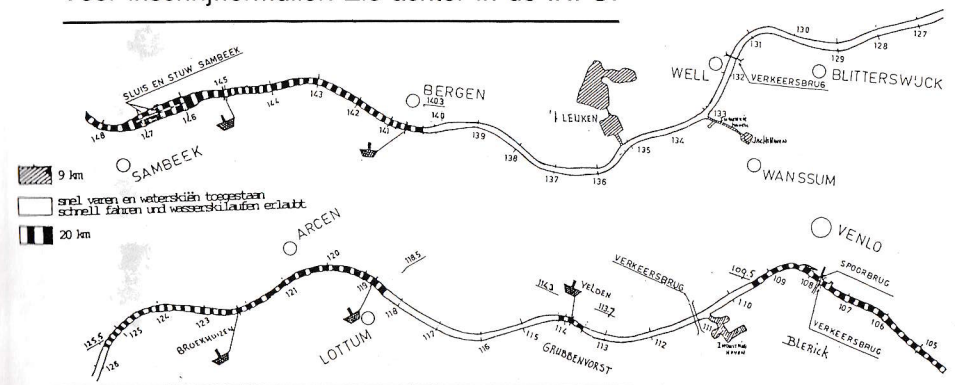 SLUIS EN STUW SAMBEEK
148
147
146
145
144
143
142
141
BERGEN
140.3
140
139
138
137
136
'T LEUKEN
135
134
133
WELL
132
VERKEERSBRUG
131
130
129
128
127
BLITTERSWIJCK
JACHTHAVEN
WANSSUM
SAMBEEK
9 km
snel varen en waterskiën toegestaan
schnell fahren und wasserskilaufen erlaubt
20 km
ARCEN
125.5
126
125
124
123
BROEKHUIZEN
121
120
119
118.5
118
LOTTUM
117
116
115
114.3
VELDEN
114
113.7
113
GRUBBENVORST
112
VERKEERSBRUG
111
INDUSTRIE
HAVEN
110
109.5
109
108
VENLO
SPOORBRUG
107
106
105
VERKEERSBRUG
Blerick